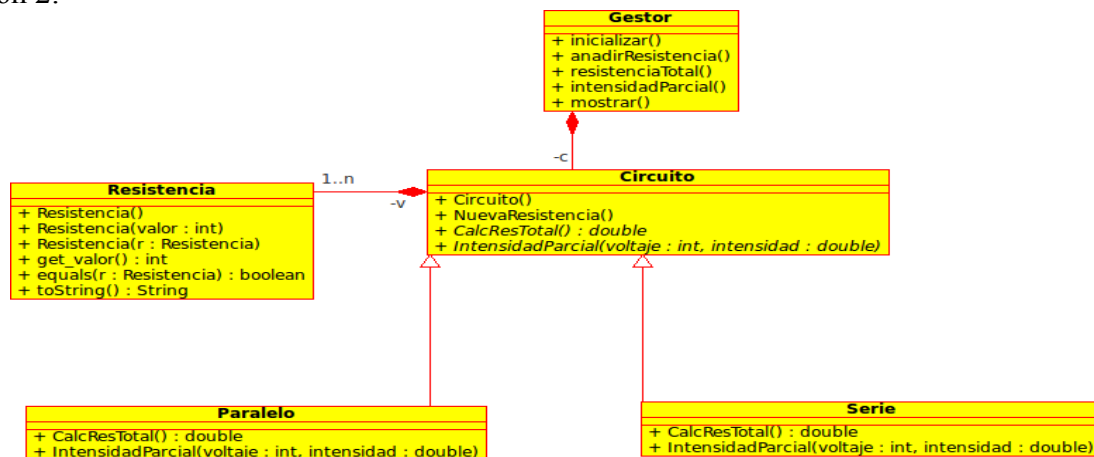 Gestor
+ inicializar()
+ anadirResistencia()
+ resistenciaTotal()
+ intensidadParcial()
+ mostrar()
-c
1..n
-v
Resistencia
+ Resistencia()
+ Resistencia(valor : int)
+ Resistencia(r : Resistencia)
+ get_valor() : int
+ equals(r : Resistencia) : boolean
+ toString() : String
Circuito
+ Circuito()
+ NuevaResistencia()
+ CalcResTotal() : double
+ IntensidadParcial(voltaje : int, intensidad : double)
Paralelo
+ CalcResTotal() : double
+ IntensidadParcial(voltaje : int, intensidad : double)
Serie
+ CalcResTotal() : double
+ IntensidadParcial(voltaje : int, intensidad : double)